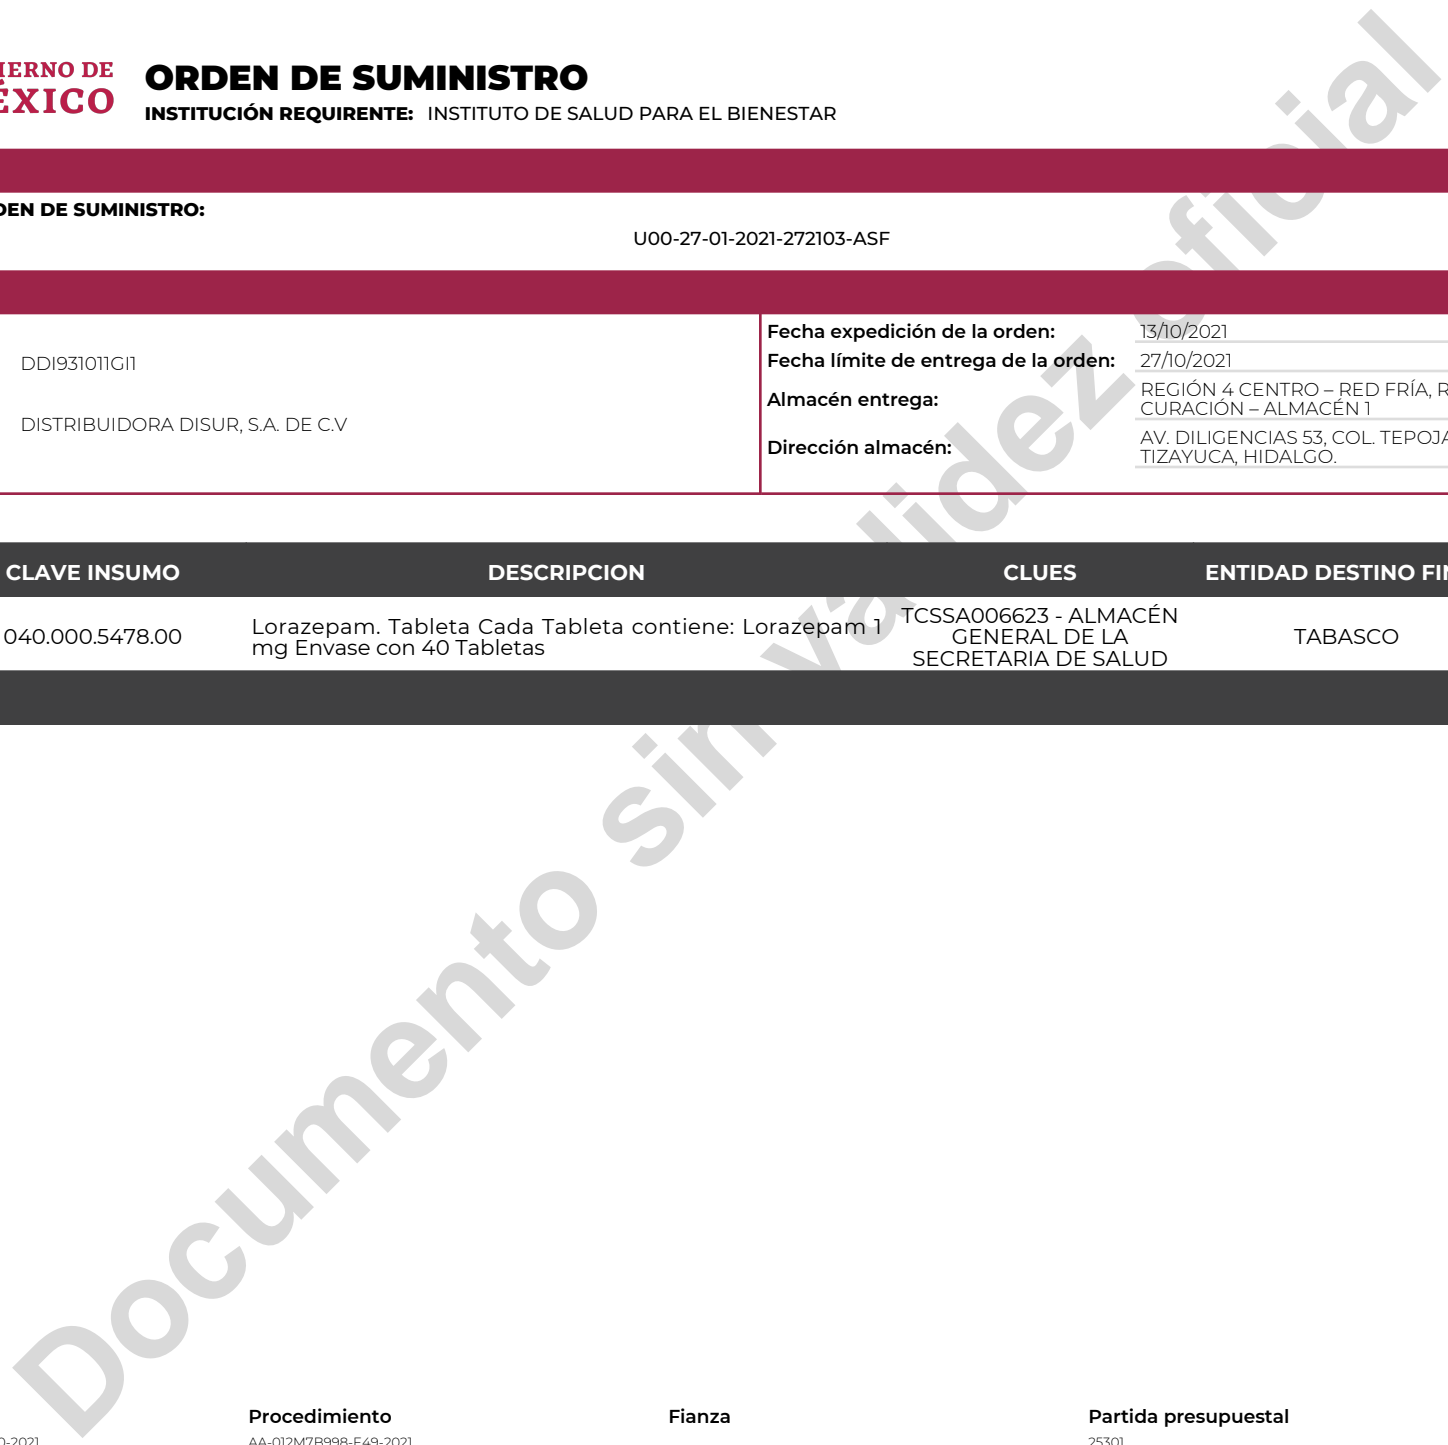 ORDEN DE SUMINISTRO
INSTITUCIÓN REQUIRENTE: INSTITUTO DE SALUD PARA EL BIENESTAR
DE
ÉXICO
DE SUMINISTRO:
U00-27-01-2021-272103-ASF
DDI931011GI1
DISTRIBUIDORA DISUR, S.A. DE C.V
Fecha expedición de la orden: 13/10/2021
Fecha límite de entrega de la orden: 27/10/2021
Almacén entrega: REGIÓN 4 CENTRO – RED FRÍA, R
CURACIÓN – ALMACÉN 1
Dirección almacén: AV. DILIGENCIAS 53, COL. TEPOJA
TIZAYUCA, HIDALGO.
CLAVE INSUMO DESCRIPCION CLUES ENTIDAD DESTINO FIN
040.000.5478.00
Lorazepam. Tableta Cada Tableta contiene: Lorazepam 1
mg Envase con 40 Tabletas
TCSSA006623 - ALMACÉN
GENERAL DE LA
SECRETARIA DE SALUD
TABASCO
Documento sin validez oficial
Procedimiento Fianza Partida presupuestal
-2021 AA-012M7B998-E49-2021 25301